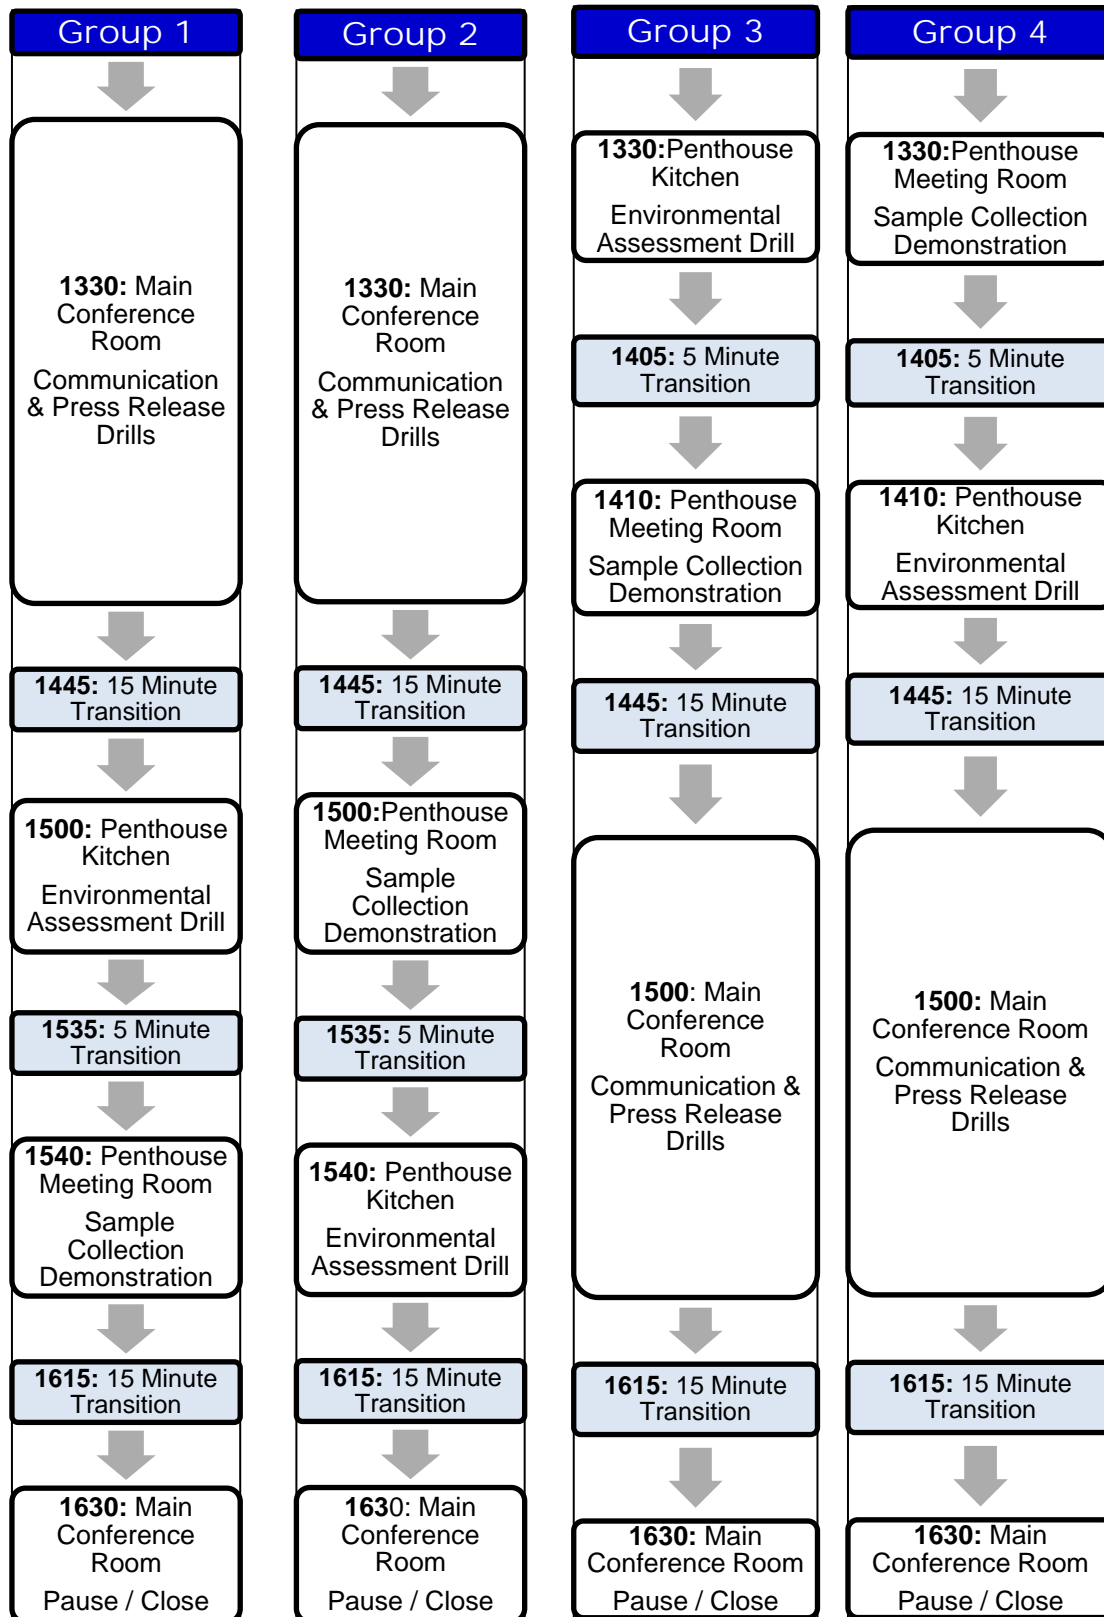 Group 1
1330: Main
Conference
Room
Communication
& Press Release
Drills
1445: 15 Minute
Transition
1500: Penthouse
Kitchen
Environmental
Assessment Drill
1535: 5 Minute
Transition
1540: Penthouse
Meeting Room
Sample
Collection
Demonstration
1615: 15 Minute
Transition
1630: Main
Conference
Room
Pause / Close
Group 2
1330: Main
Conference
Room
Communication
& Press Release
Drills
1445: 15 Minute
Transition
1500:Penthouse
Meeting Room
Sample
Collection
Demonstration
1535: 5 Minute
Transition
1540: Penthouse
Kitchen
Environmental
Assessment Drill
1615: 15 Minute
Transition
1630: Main
Conference
Room
Pause / Close
Group 3
1330:Penthouse
Kitchen
Environmental
Assessment Drill
1405: 5 Minute
Transition
1410: Penthouse
Meeting Room
Sample Collection
Demonstration
1445: 15 Minute
Transition
1500: Main
Conference
Room
Communication &
Press Release
Drills
1615: 15 Minute
Transition
1630: Main
Conference Room
Pause / Close
Group 4
1330:Penthouse
Meeting Room
Sample Collection
Demonstration
1405: 5 Minute
Transition
1410: Penthouse
Kitchen
Environmental
Assessment Drill
1445: 15 Minute
Transition
1500: Main
Conference Room
Communication &
Press Release
Drills
1615: 15 Minute
Transition
1630: Main
Conference Room
Pause / Close